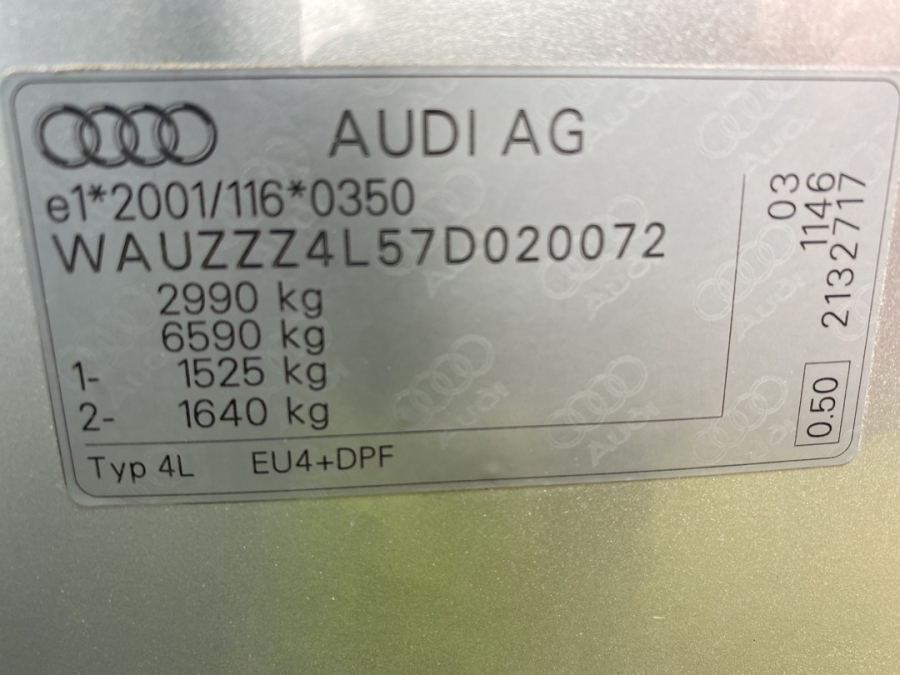 AUDI AG
e1*2001/116*0350
WAUZZZ4L57D020072
2990 kg
6590 kg
1- 1525 kg
2- 1640 kg
Typ 4L EU4+DPF
03
1146
2132717
0.50